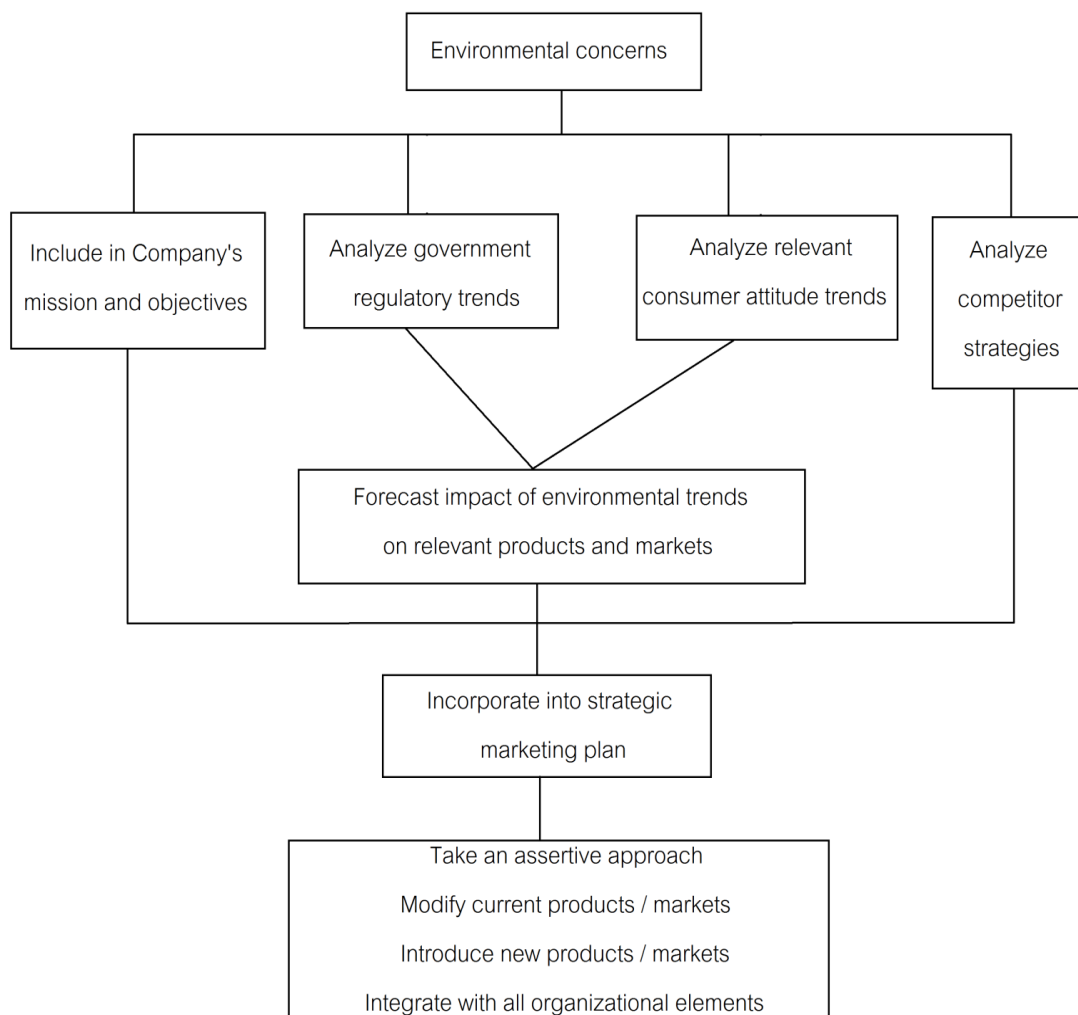 Environmental concerns
Include in Company's
mission and objectives
Analyze government
regulatory trends
Analyze relevant
consumer attitude trends
Analyze
competitor
strategies
Forecast impact of environmental trends
on relevant products and markets
Incorporate into strategic
marketing plan
Take an assertive approach
Modify current products / markets
Introduce new products / markets
Integrate with all organizational elements